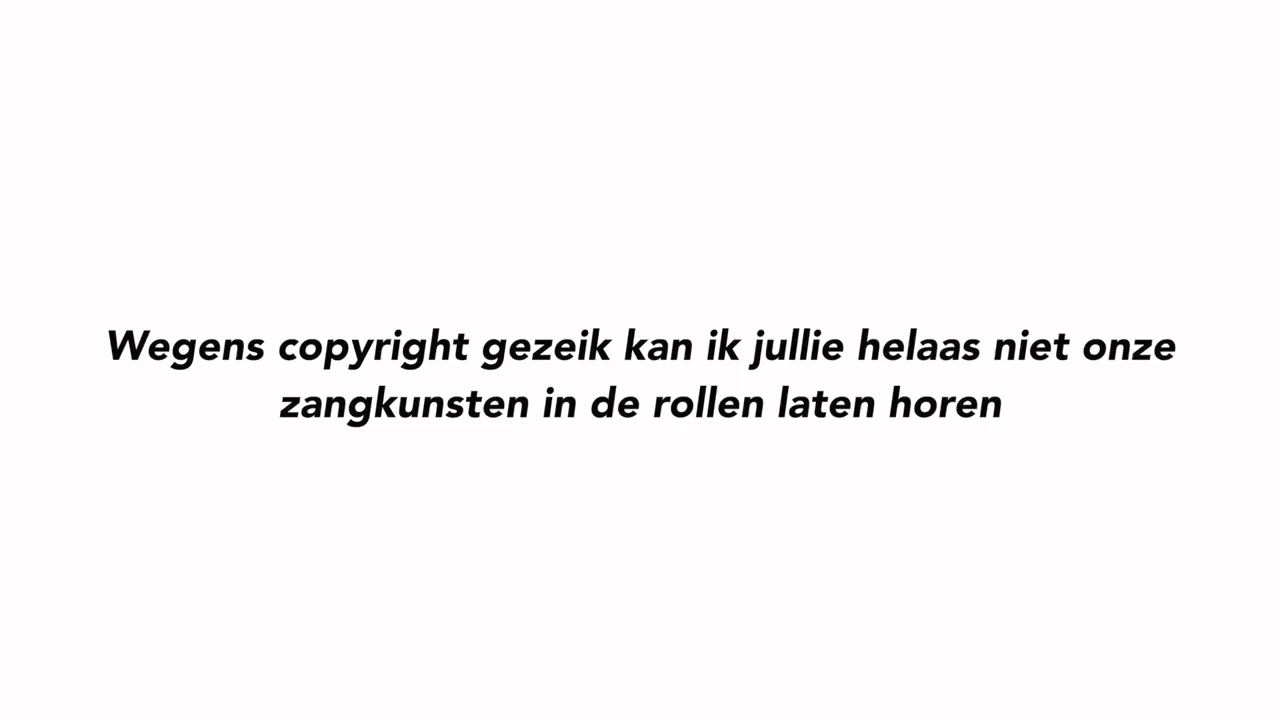 Wegens copyright gezeik kan ik jullie helaas niet onze
zangkunsten in de rollen laten horen